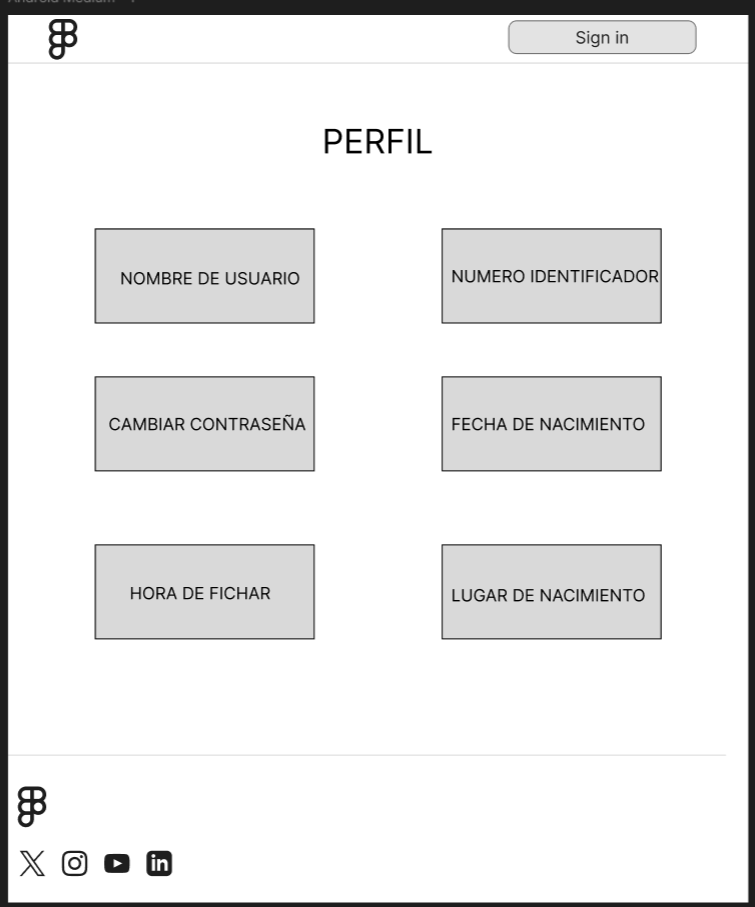 Sign in
PERFIL
NOMBRE DE USUARIO
NUMERO IDENTIFICADOR
CAMBIAR CONTRASEÑA
FECHA DE NACIMIENTO
HORA DE FICHAR
LUGAR DE NACIMIENTO
in